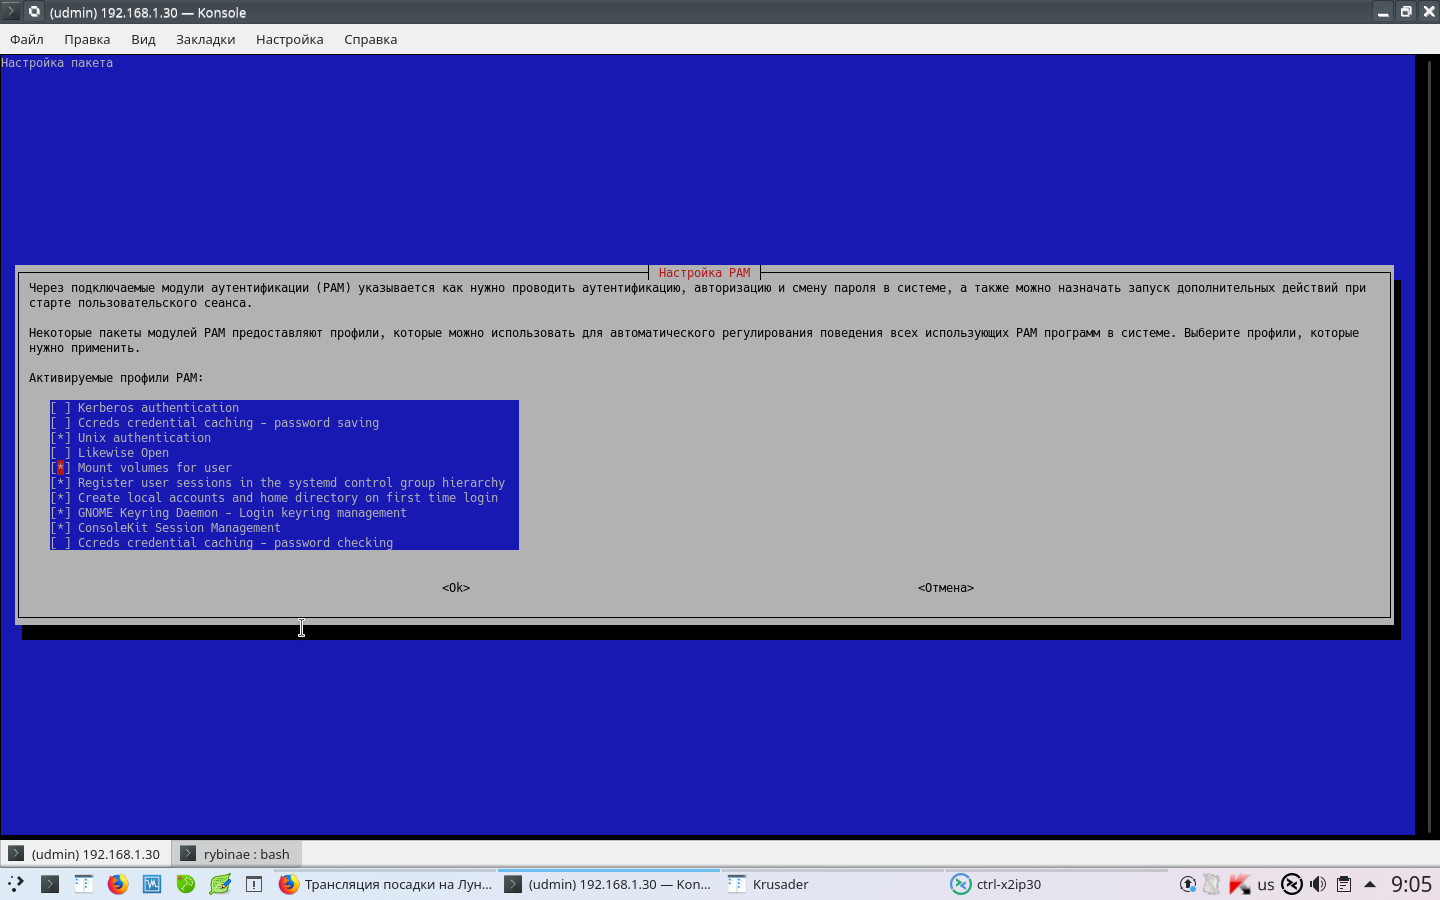 (udmin) 192.168.1.30 — Konsole
Файл Правка Вид Закладки Настройка Справка
Настройка пакета
Настройка PAM
Через подключаемые модули аутентификации (PAM) указывается как нужно проводить аутентификацию, авторизацию и смену пароля в системе, а также можно назначать запуск дополнительных действий при
старте пользовательского сеанса.
Некоторые пакеты модулей PAM предоставляют профили, которые можно использовать для автоматического регулирования поведения всех использующих PAM программ в системе. Выберите профили, которые
нужно применить.
Активируемые профили PAM:
[ ] Kerberos authentication
[ ] Ccreds credential caching - password saving
[*] Unix authentication
[ ] Likewise Open
[*] Mount volumes for user
[*] Register user sessions in the systemd control group hierarchy
[*] Create local accounts and home directory on first time login
[*] GNOME Keyring Daemon - Login keyring management
[*] ConsoleKit Session Management
[ ] Ccreds credential caching - password checking
<Ok> <Отмена>
(udmin) 192.168.1.30 rybinae : bash
Трансляция посадки на Лун... (udmin) 192.168.1.30 — Kon... Krusader ctrl-x2ip30 us 9:05